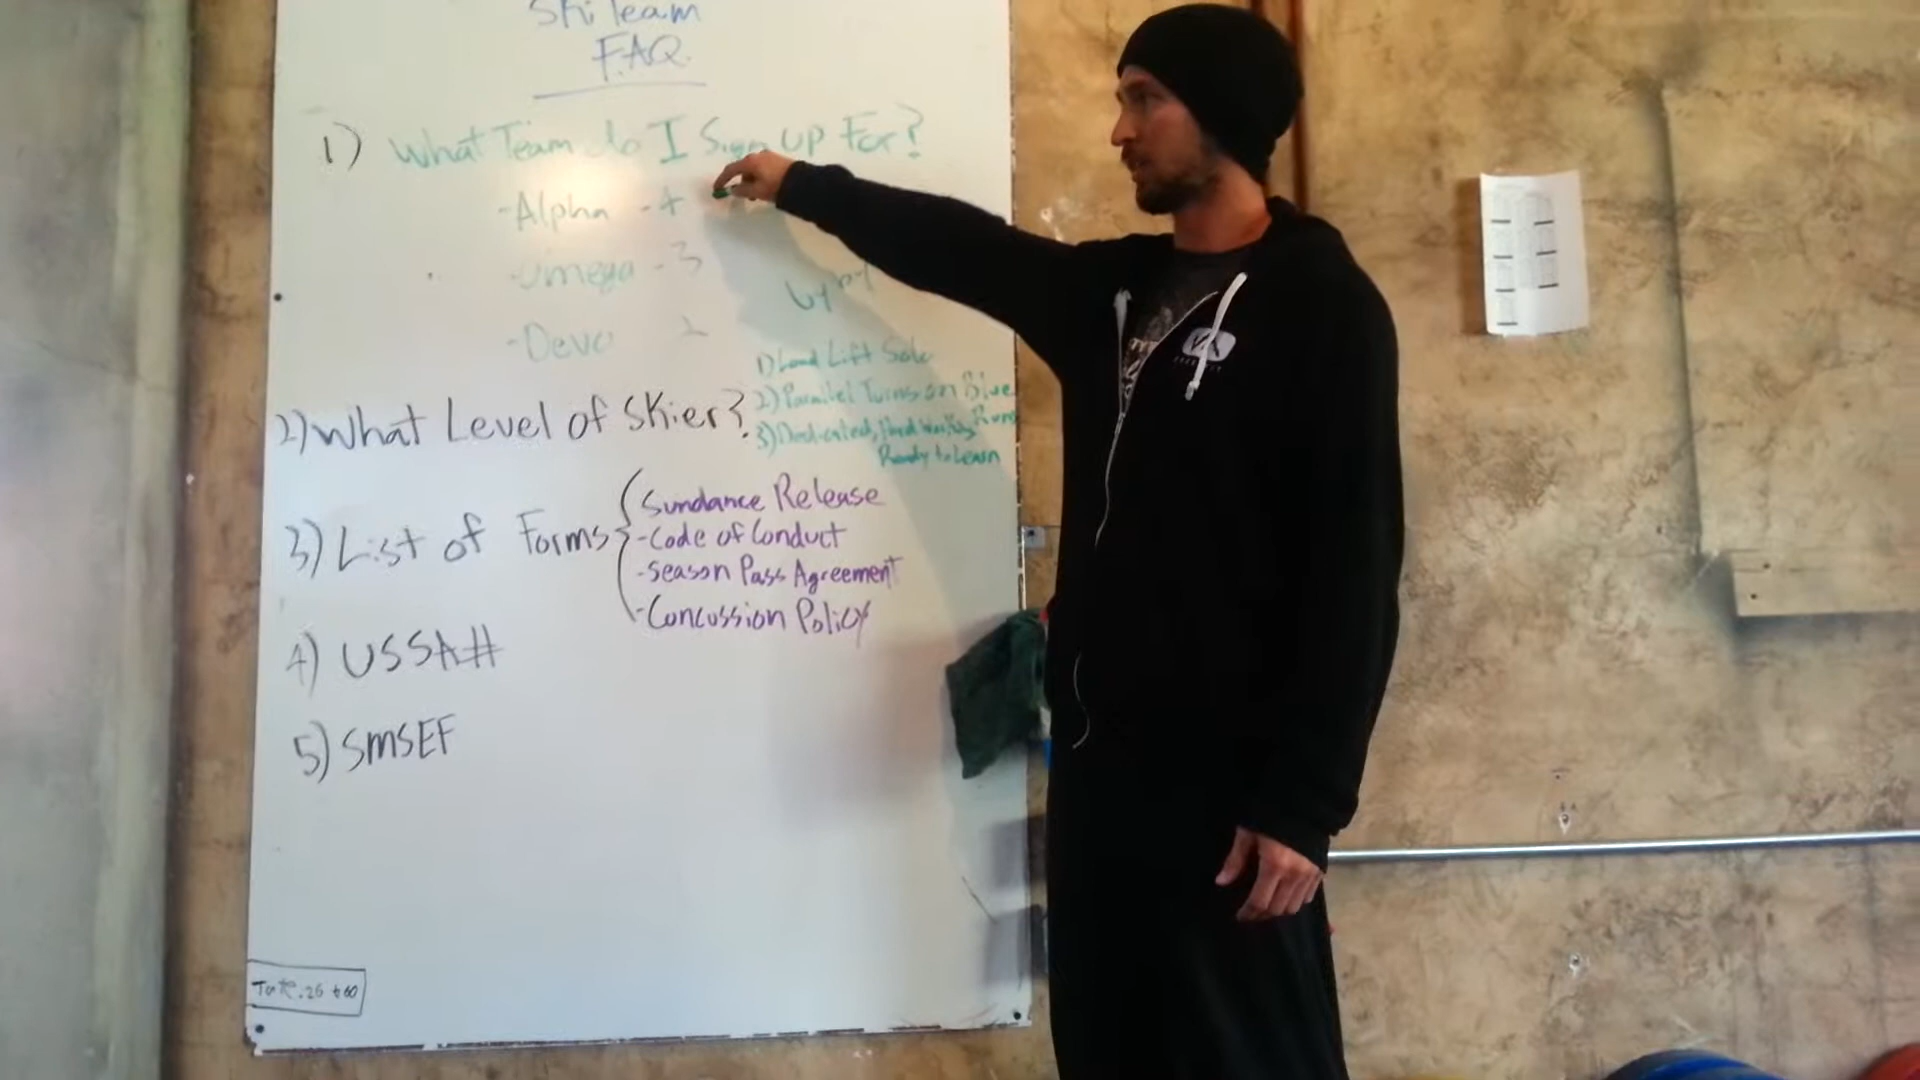 Ski Team
F.A.Q.
1) What Team do I Sign up For?
-Alpha -4
-Omega -3
-Devo 2
by by
1) Load Lift Solo
2) Parallel Turns on Blue Runs
3) Dedicated, Hard Working
Ready to Learn
2) What Level of Skier?
3) List of Forms
Sundance Release
-Code of Conduct
-Season Pass Agreement
-Concussion Policy
4) USSA#
5) SMSEF